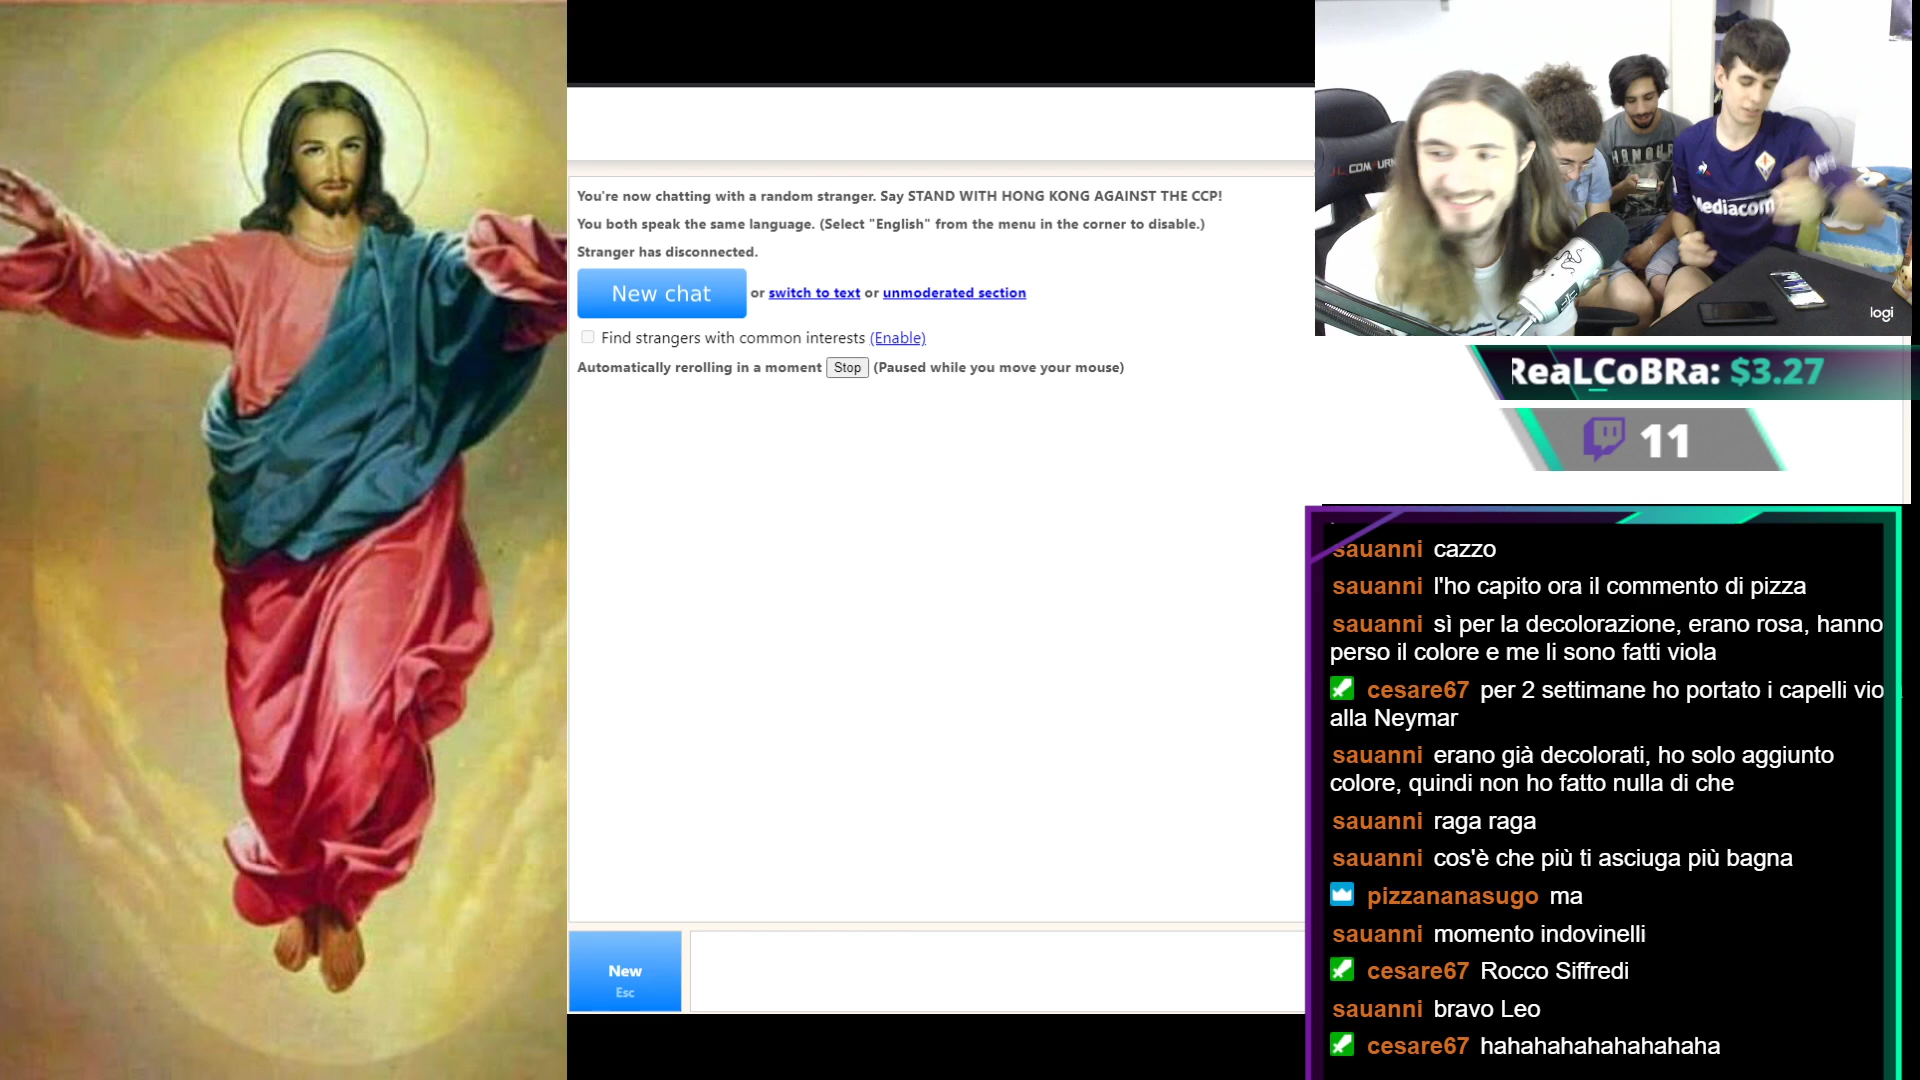 You're now chatting with a random stranger. Say STAND WITH HONG KONG AGAINST THE CCP!
You both speak the same language. (Select "English" from the menu in the corner to disable.)
Stranger has disconnected.
New chat or switch to text or unmoderated section
Find strangers with common interests (Enable)
Automatically rerolling in a moment Stop (Paused while you move your mouse)
New
Esc
HONOUR
Mediacom
logi
ReaL_CoBRa: $3.27
11
sauanni cazzo
sauanni l'ho capito ora il commento di pizza
sauanni sì per la decolorazione, erano rosa, hanno
perso il colore e me li sono fatti viola
cesare67 per 2 settimane ho portato i capelli vio
alla Neymar
sauanni erano già decolorati, ho solo aggiunto
colore, quindi non ho fatto nulla di che
sauanni raga raga
sauanni cos'è che più ti asciuga più bagna
pizzananasugo ma
sauanni momento indovinelli
cesare67 Rocco Siffredi
sauanni bravo Leo
cesare67 hahahahahahahaha